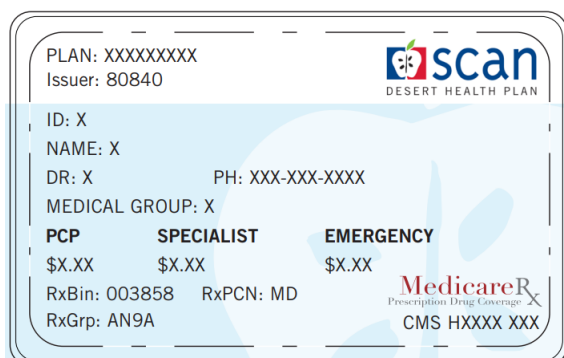 PLAN: XXXXXXXXX
Issuer: 80840
scan
DESERT HEALTH PLAN
ID: X
NAME: X
DR: X PH: XXX-XXX-XXXX
MEDICAL GROUP: X
PCP SPECIALIST EMERGENCY
$X.XX $X.XX $X.XX
RxBin: 003858 RxPCN: MD
MedicareRx
Prescription Drug Coverage
RxGrp: AN9A
CMS HXXXX XXX